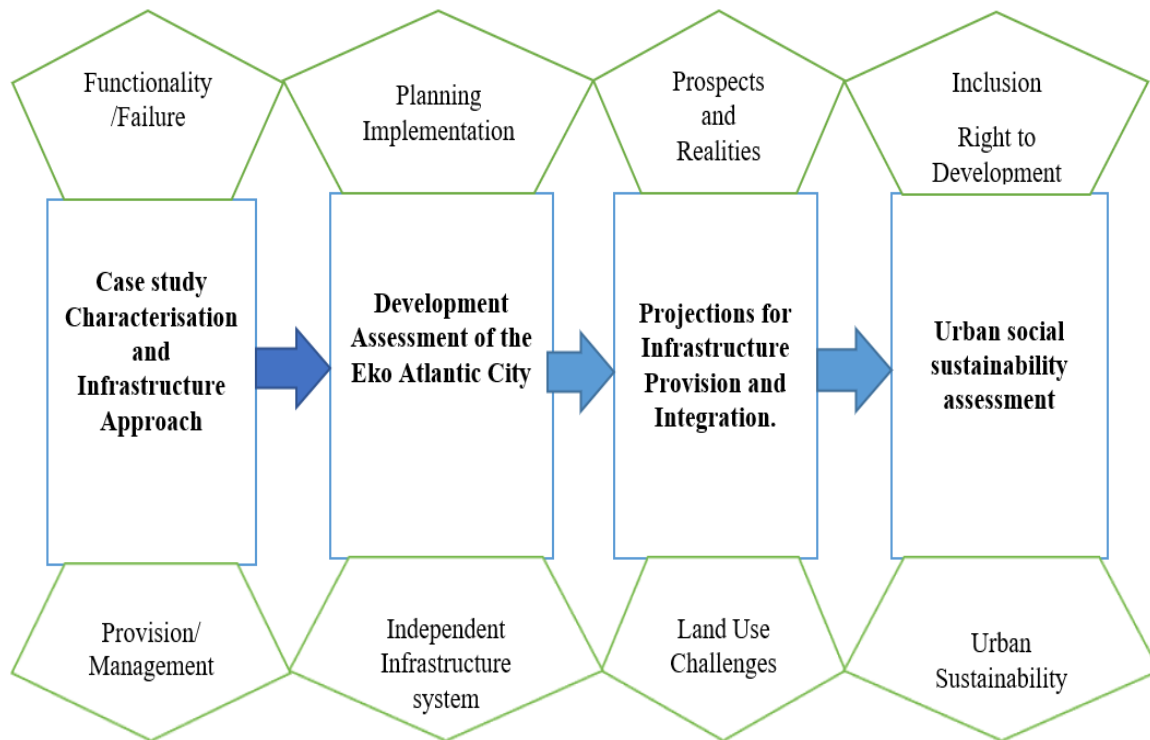 Functionality
/Failure
Planning
Implementation
Prospects
and
Realities
Inclusion
Right to
Development
Case study
Characterisation
and
Infrastructure
Approach
Development
Assessment of the
Eko Atlantic City
Projections for
Infrastructure
Provision and
Integration.
Urban social
sustainability
assessment
Provision/
Management
Independent
Infrastructure
system
Land Use
Challenges
Urban
Sustainability